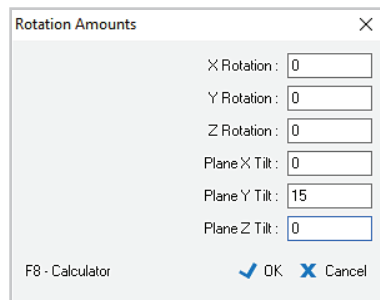 Rotation Amounts
X Rotation : 0
Y Rotation : 0
Z Rotation : 0
Plane X Tilt : 0
Plane Y Tilt : 15
Plane Z Tilt : 0
F8 - Calculator OK Cancel